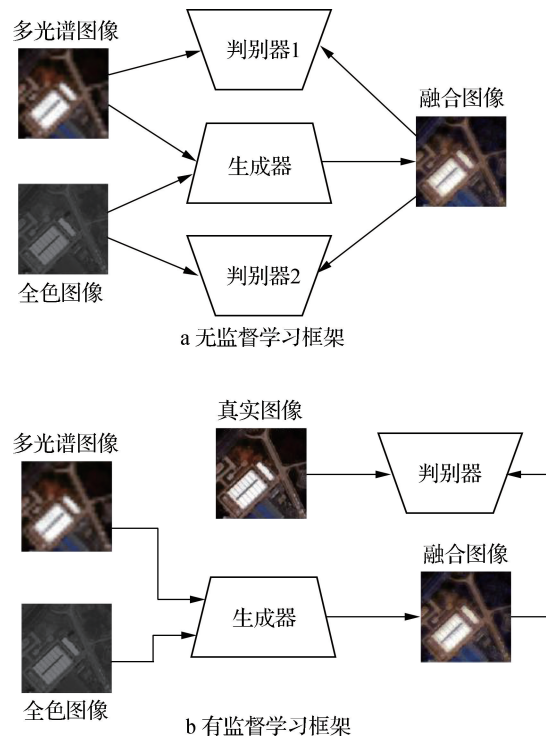 多光谱图像
判别器1
融合图像
生成器
全色图像
判别器2
a 无监督学习框架
真实图像
多光谱图像
判别器
融合图像
生成器
全色图像
b 有监督学习框架